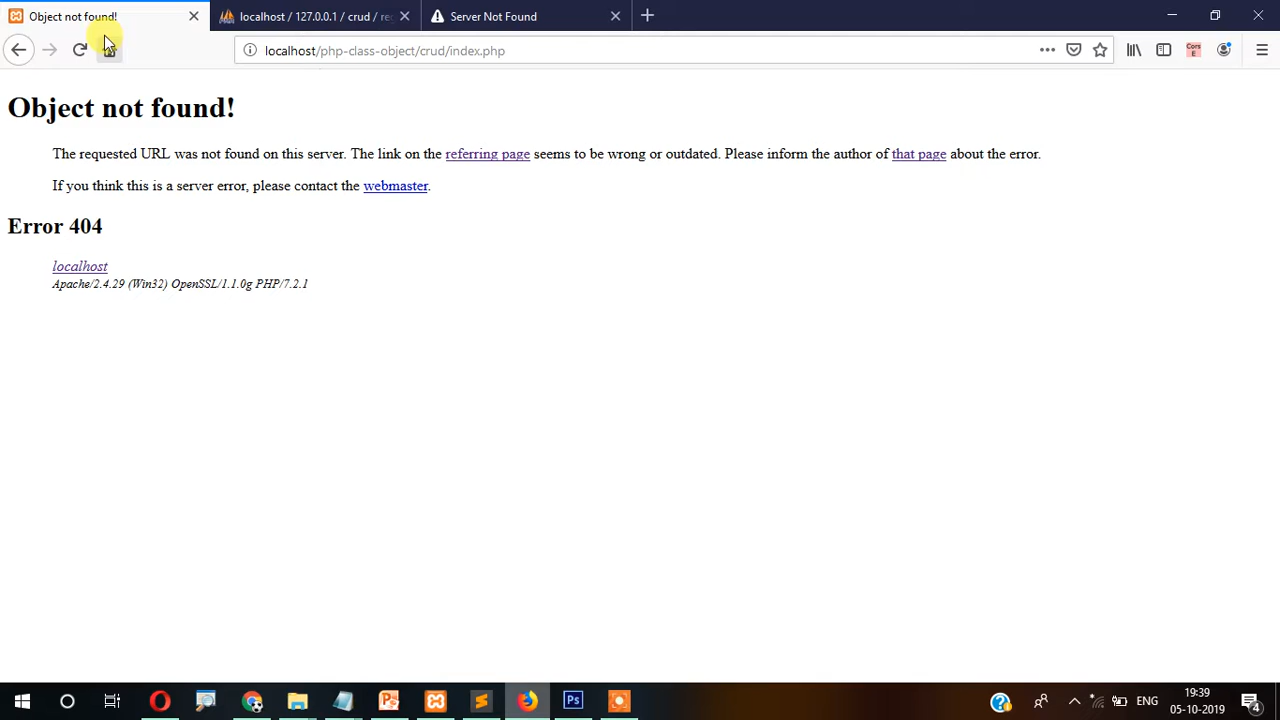 Object not found!
localhost / 127.0.0.1 / crud / re
Server Not Found
localhost/php-class-object/crud/index.php
Cors
E
Object not found!
The requested URL was not found on this server. The link on the referring page seems to be wrong or outdated. Please inform the author of that page about the error.
If you think this is a server error, please contact the webmaster.
Error 404
localhost
Apache/2.4.29 (Win32) OpenSSL/1.1.0g PHP/7.2.1
Ps
ENG
19:39
05-10-2019
4